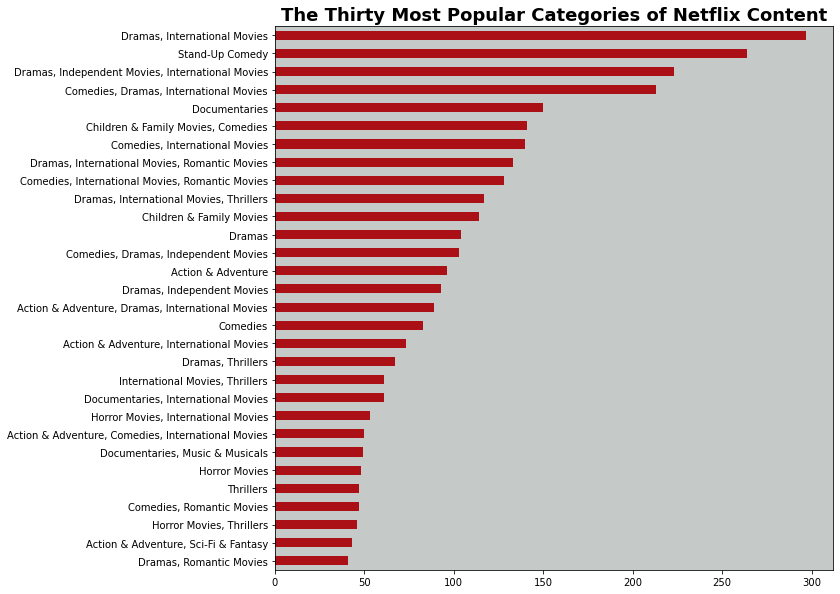 The Thirty Most Popular Categories of Netflix Content
Dramas, International Movies
Stand-Up Comedy
Dramas, Independent Movies, International Movies
Comedies, Dramas, International Movies
Documentaries
Children & Family Movies, Comedies
Comedies, International Movies
Dramas, International Movies, Romantic Movies
Comedies, International Movies, Romantic Movies
Dramas, International Movies, Thrillers
Children & Family Movies
Dramas
Comedies, Dramas, Independent Movies
Action & Adventure
Dramas, Independent Movies
Action & Adventure, Dramas, International Movies
Comedies
Action & Adventure, International Movies
Dramas, Thrillers
International Movies, Thrillers
Documentaries, International Movies
Horror Movies, International Movies
Action & Adventure, Comedies, International Movies
Documentaries, Music & Musicals
Horror Movies
Thrillers
Comedies, Romantic Movies
Horror Movies, Thrillers
Action & Adventure, Sci-Fi & Fantasy
Dramas, Romantic Movies
0 50 100 150 200 250 300